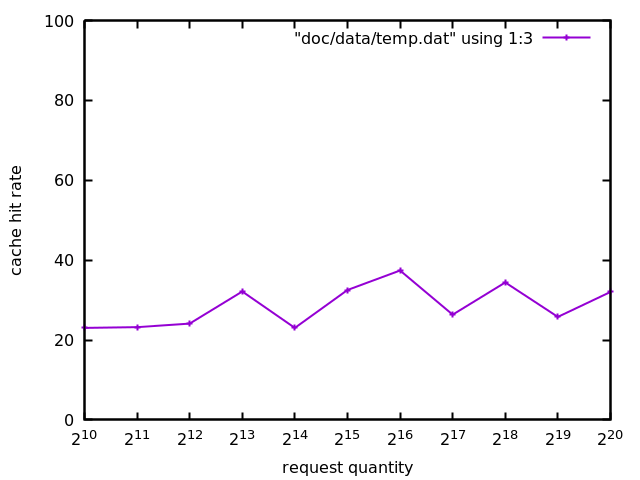 100
"doc/data/temp.dat" using 1:3
80
60
40
20
0
cache hit rate
2^10 2^11 2^12 2^13 2^14 2^15 2^16 2^17 2^18 2^19 2^20
request quantity